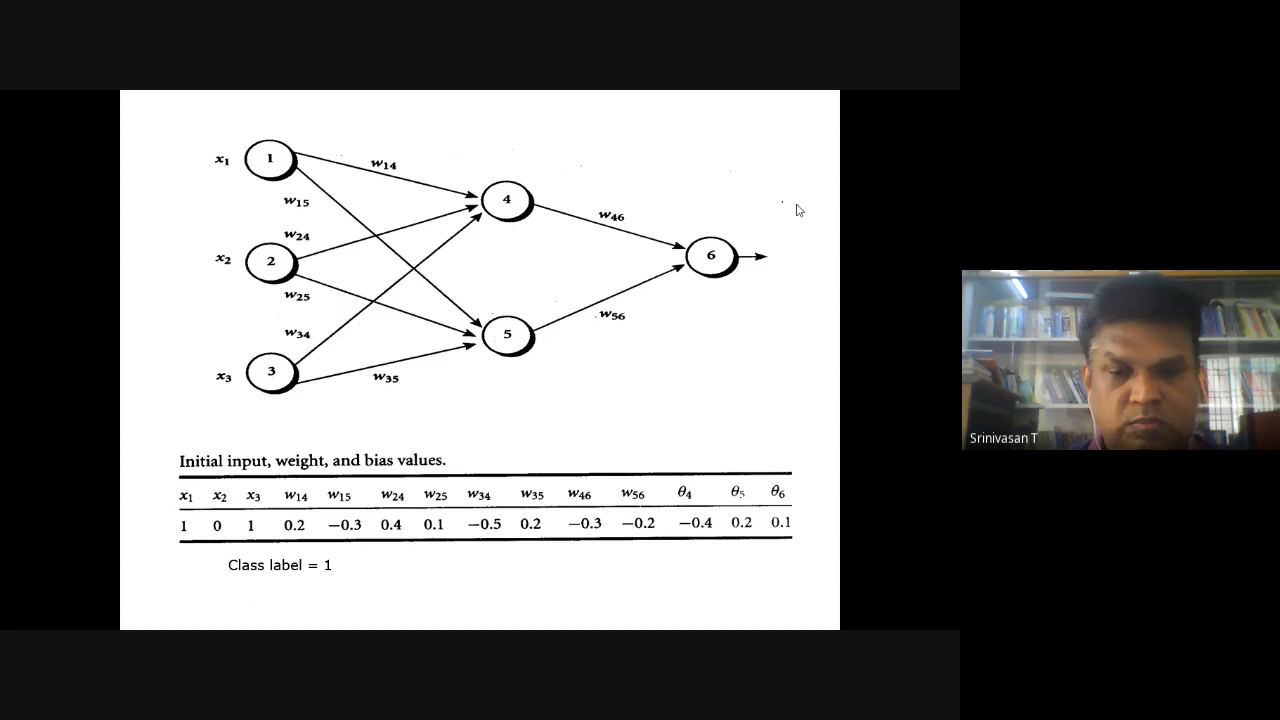 x1 1 w14
w15 4 w46
w24
x2 2 6
w25
w34 5 w56
x3 3 w35
Initial input, weight, and bias values.
x1 x2 x3 w14 w15 w24 w25 w34 w35 w46 w56 θ4 θ5 θ6
1 0 1 0.2 −0.3 0.4 0.1 −0.5 0.2 −0.3 −0.2 −0.4 0.2 0.1
Class label = 1
Srinivasan T